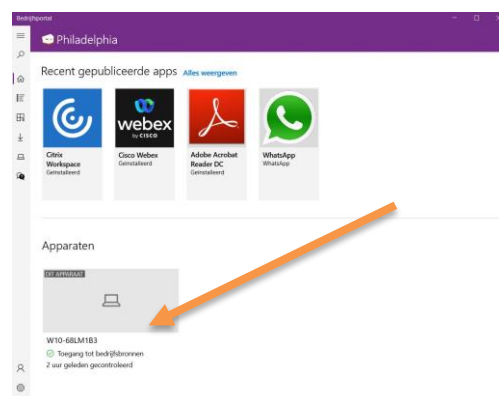 Bedrijfsportal
Philadelphia
Recent gepubliceerde apps Alles weergeven
webex
by CISCO
Citrix Workspace
Geïnstalleerd
Cisco Webex
Geïnstalleerd
Adobe Acrobat Reader DC
Geïnstalleerd
WhatsApp
WhatsApp
Apparaten
DIT APPARAAT
W10-68LM1B3
Toegang tot bedrijfsbronnen
2 uur geleden gecontroleerd